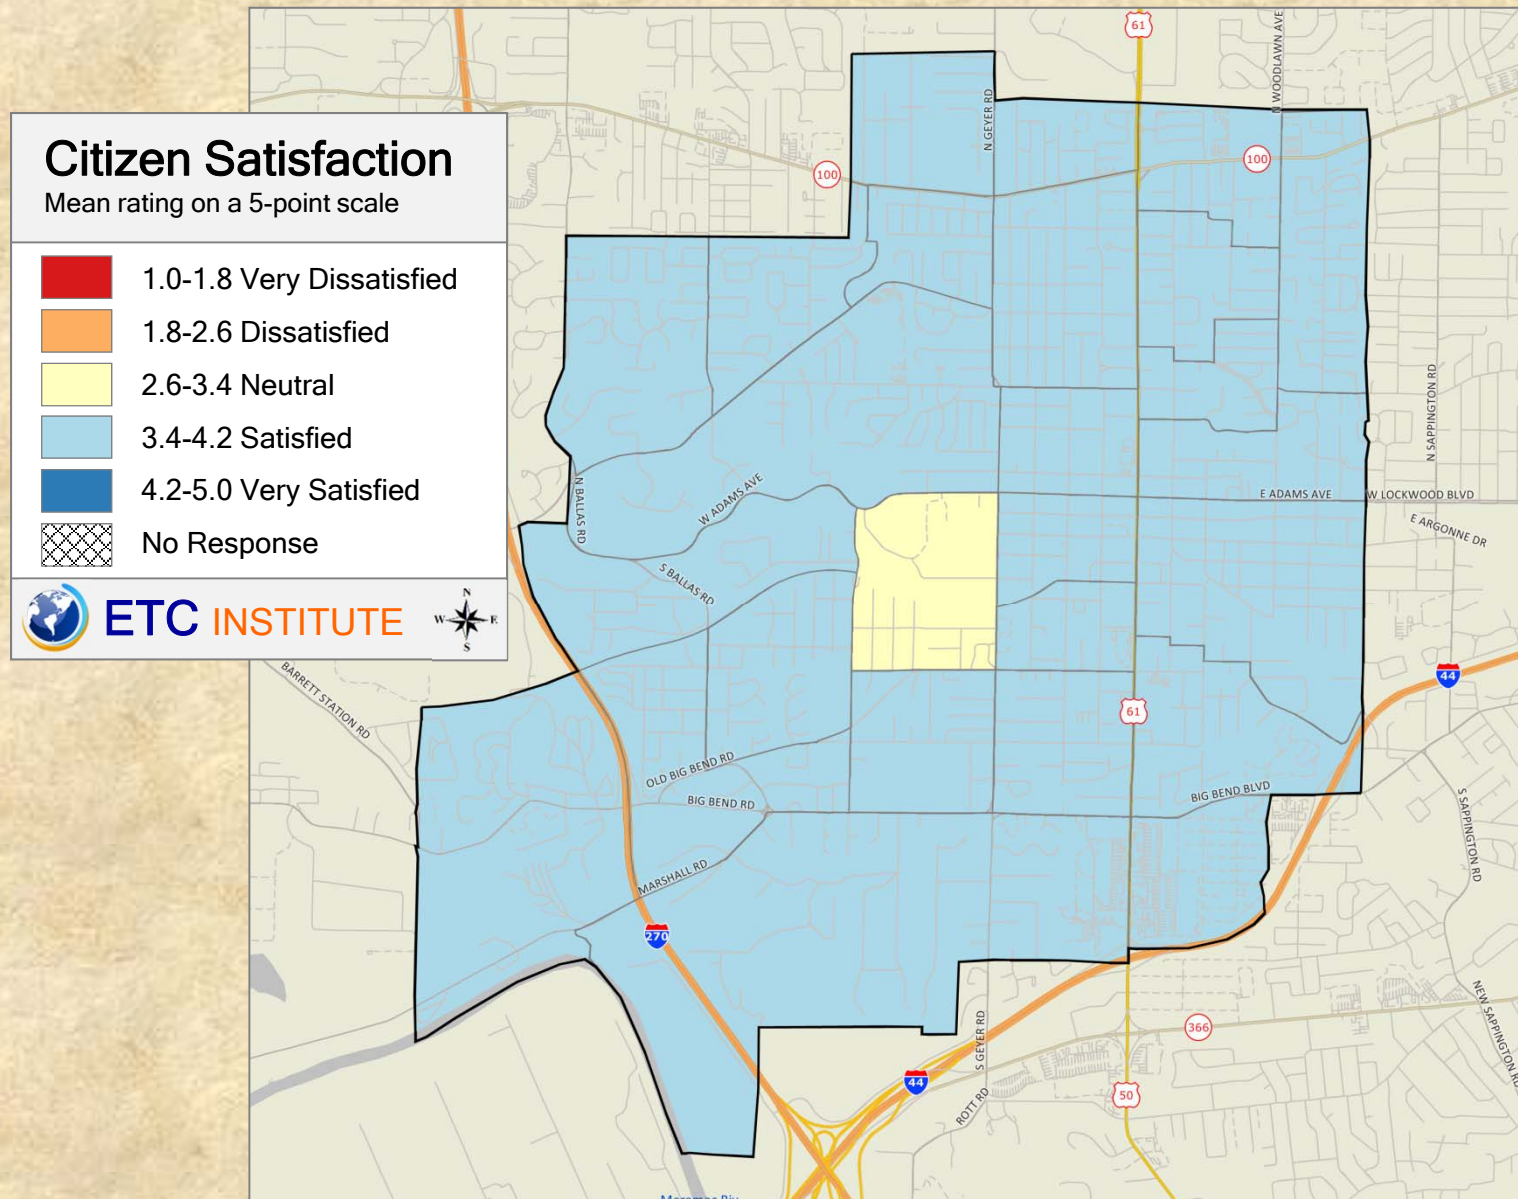 61
N WOODLAWN AVE
N GEYER RD
100
100
Citizen Satisfaction
Mean rating on a 5-point scale
1.0-1.8 Very Dissatisfied
1.8-2.6 Dissatisfied
2.6-3.4 Neutral
3.4-4.2 Satisfied
4.2-5.0 Very Satisfied
No Response
ETC INSTITUTE
N
W E
S
N SAPPINGTON RD
N BALLAS RD
W ADAMS AVE
E ADAMS AVE
W LOCKWOOD BLVD
E ARGONNE DR
S BALLAS RD
BARRETT STATION RD
44
61
OLD BIG BEND RD
BIG BEND RD
BIG BEND BLVD
S SAPPINGTON RD
MARSHALL RD
270
NEW SAPPINGTON RD
S GEYER RD
366
44
50
ROTT RD